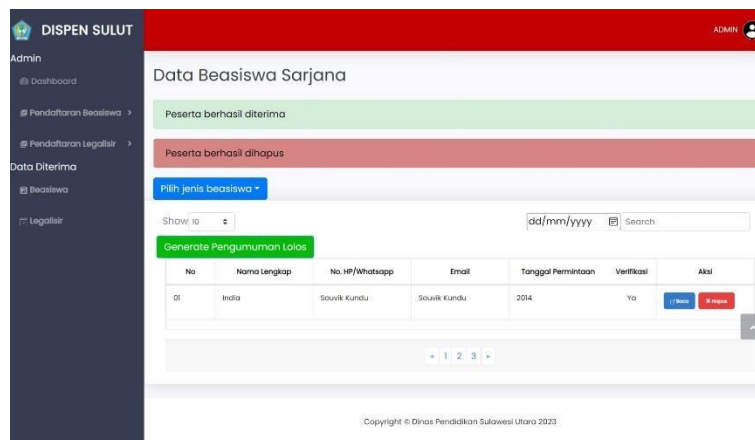 DISPEN SULUT
ADMIN
Admin
Dashboard
Pendaftaran Beasiswa >
Pendaftaran Legalisir >
Data Diterima
Beasiswa
Legalisir
Data Beasiswa Sarjana
Peserta berhasil diterima
Peserta berhasil dihapus
Pilih jenis beasiswa
Show 10
dd/mm/yyyy
Search
Generate Pengumuman Lolos
No Nama Lengkap No. HP/Whatsapp Email Tanggal Permintaan Verifikasi Aksi
01 India Souvik Kundu Souvik Kundu 2014 Ya Baca Hapus
« 1 2 3 »
Copyright © Dinas Pendidikan Sulawesi Utara 2023